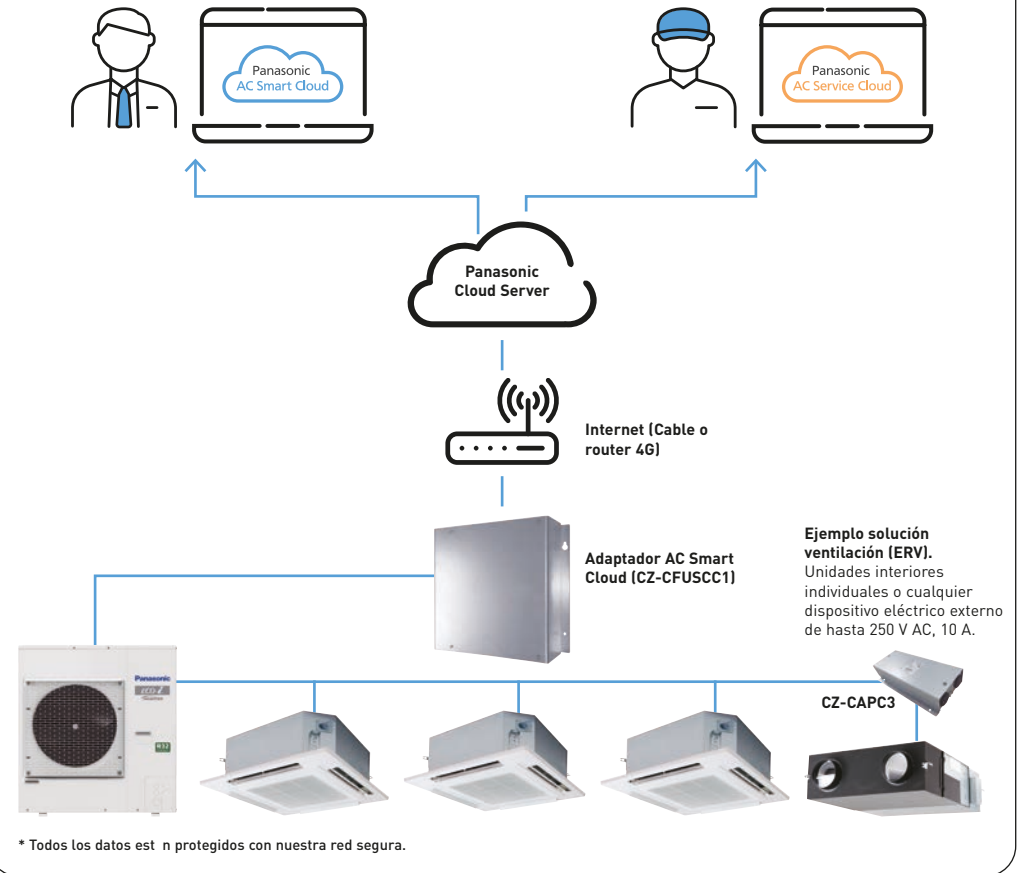 Panasonic
AC Smart Cloud
Panasonic
AC Service Cloud
Panasonic
Cloud Server
Internet (Cable o
router 4G)
Adaptador AC Smart
Cloud (CZ-CFUSCC1)
Ejemplo solución
ventilación (ERV).
Unidades interiores
individuales o cualquier
dispositivo eléctrico externo
de hasta 250 V AC, 10 A.
CZ-CAPC3
Panasonic
ECOi
R32
* Todos los datos est n protegidos con nuestra red segura.